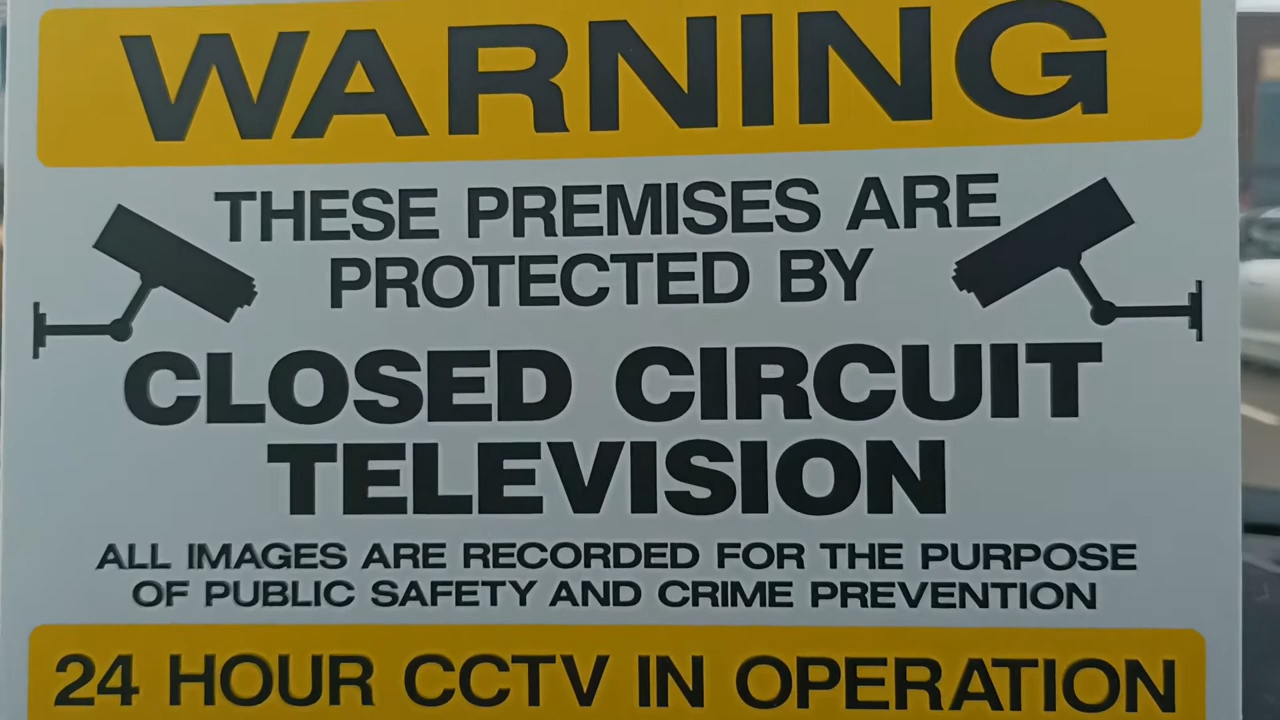 WARNING
THESE PREMISES ARE
PROTECTED BY
CLOSED CIRCUIT
TELEVISION
ALL IMAGES ARE RECORDED FOR THE PURPOSE
OF PUBLIC SAFETY AND CRIME PREVENTION
24 HOUR CCTV IN OPERATION